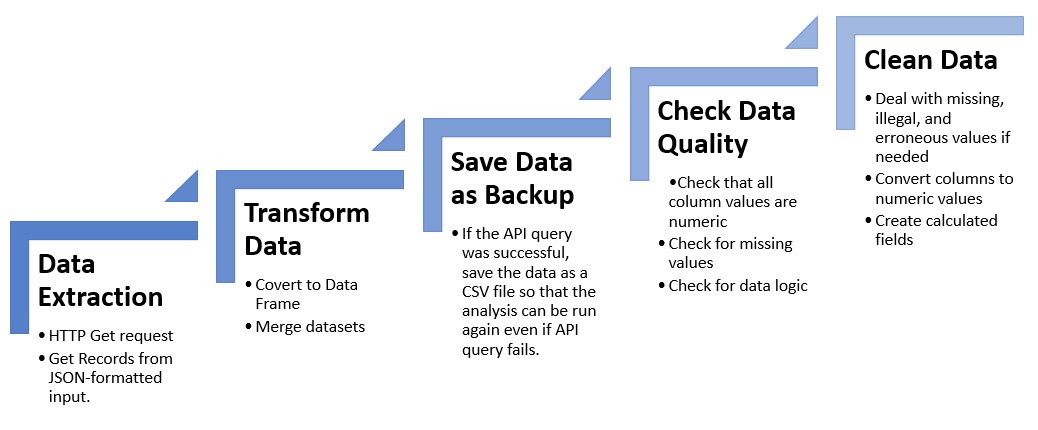 Data
Extraction
• HTTP Get request
• Get Records from
JSON-formatted
input.
Transform
Data
• Covert to Data
Frame
• Merge datasets
Save Data
as Backup
• If the API query
was successful,
save the data as a
CSV file so that the
analysis can be run
again even if API
query fails.
Check Data
Quality
•Check that all
column values are
numeric
• Check for missing
values
• Check for data logic
Clean Data
• Deal with missing,
illegal, and
erroneous values if
needed
• Convert columns to
numeric values
• Create calculated
fields